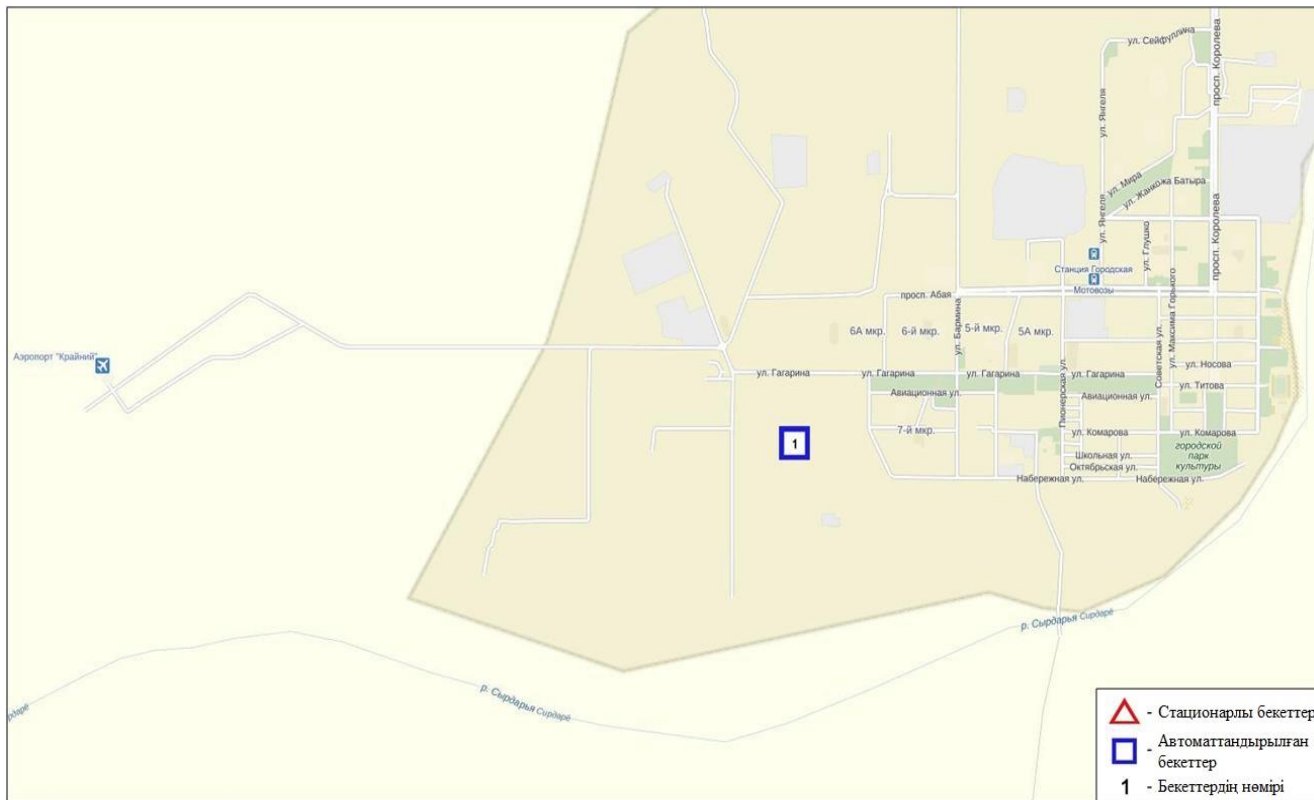 ул. Сейфуллина
просп. Королева
ул. Янгеля
ул. Мира
ул. Жанкожа Батыра
ул. Янгеля
ул. Глушко
просп. Королева
Станция Городская
Мотовозы
ул. Максима Горького
просп. Абая
6А мкр.
6-й мкр.
ул. Бармина
5-й мкр.
5А мкр.
Советская ул.
Аэропорт "Крайний"
ул. Гагарина
ул. Гагарина
ул. Гагарина
ул. Гагарина
ул. Носова
ул. Титова
Пионерская ул.
Авиационная ул.
Авиационная ул.
7-й мкр.
ул. Комарова
ул. Комарова
1
городской
парк
культуры
Школьная ул.
Октябрьская ул.
Набережная ул.
Набережная ул.
р. Сырдарья Сирдарё
р. Сырдарья Сирдарё
рдарё
- Стационарлы бекеттер
- Автоматтандырылған
бекеттер
1 - Бекеттердің нөмірі